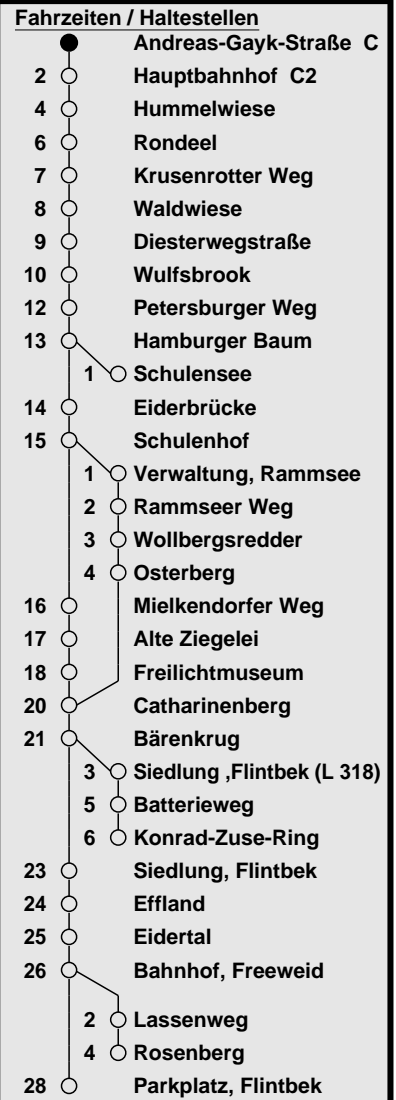 Fahrzeiten / Haltestellen
Andreas-Gayk-Straße C
2 Hauptbahnhof C2
4 Hummelwiese
6 Rondeel
7 Krusenrotter Weg
8 Waldwiese
9 Diesterwegstraße
10 Wulfsbrook
12 Petersburger Weg
13 Hamburger Baum
1 Schulensee
14 Eiderbrücke
15 Schulenhof
1 Verwaltung, Rammsee
2 Rammseer Weg
3 Wollbergsredder
4 Osterberg
16 Mielkendorfer Weg
17 Alte Ziegelei
18 Freilichtmuseum
20 Catharinenberg
21 Bärenkrug
3 Siedlung ,Flintbek (L 318)
5 Batterieweg
6 Konrad-Zuse-Ring
23 Siedlung, Flintbek
24 Effland
25 Eidertal
26 Bahnhof, Freeweid
2 Lassenweg
4 Rosenberg
28 Parkplatz, Flintbek